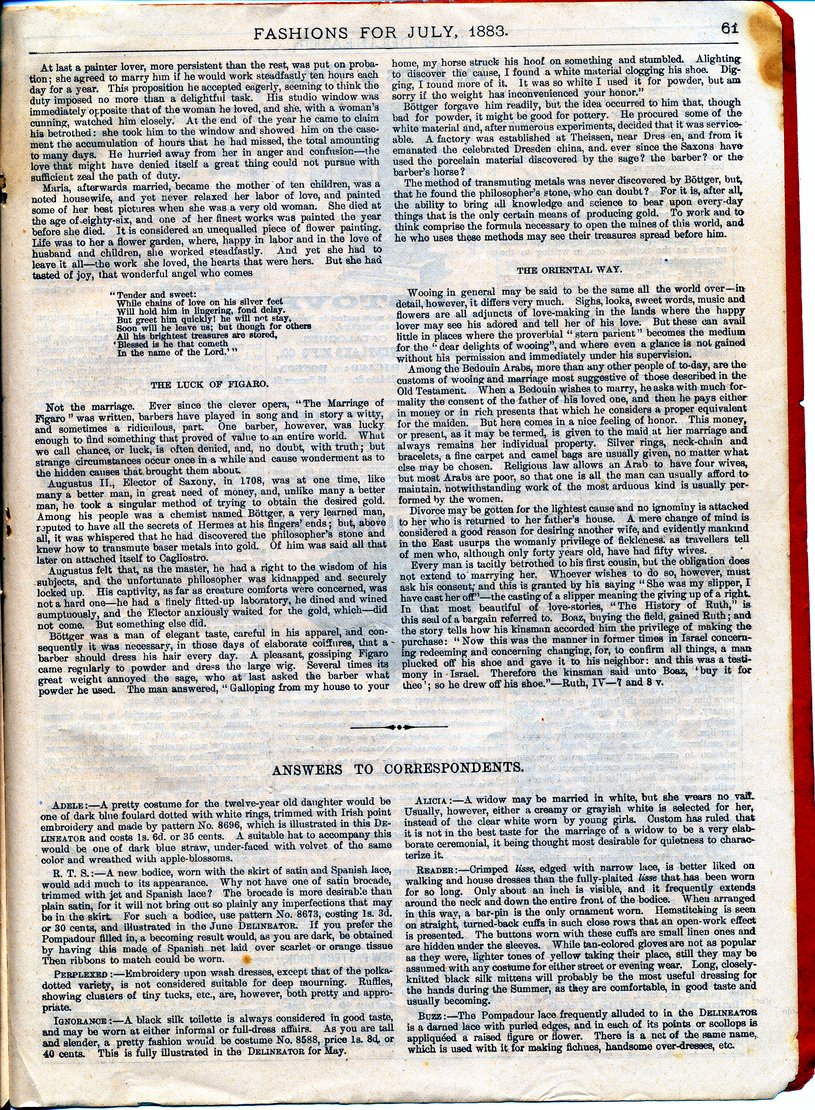 FASHIONS FOR JULY, 1883.
61
At last a painter lover, more persistent than the rest, was put on proba-
tion; she agreed to marry him if he would work steadfastly ten hours each
day for a year. This proposition he accepted eagerly, seeming to think the
duty imposed no more than a delightful task. His studio window was
immediately opposite that of the woman he loved, and she, with a woman's
cunning, watched him closely. At the end of the year he came to claim
his betrothed: she took him to the window and showed him on the case-
ment the accumulation of hours that he had missed, the total amounting
to many days. He hurried away from her in anger and confusion—the
love that might have denied itself a great thing could not pursue with
sufficient zeal the path of duty.
Maria, afterwards married, became the mother of ten children, was a
noted housewife, and yet never relaxed her labor of love, and painted
some of her best pictures when she was a very old woman. She died at
the age of eighty-six, and one of her finest works was painted the year
before she died. It is considered an unequalled piece of flower painting.
Life was to her a flower garden, where, happy in labor and in the love of
husband and children, she worked steadfastly. And yet she had to
leave it all—the work she loved, the hearts that were hers. But she had
tasted of joy, that wonderful angel who comes
"Tender and sweet:
While chains of love on his silver feet
Will hold him in lingering, fond delay.
But greet him quickly! he will not stay,
Soon will he leave us; but though for others
All his brightest treasures are stored,
'Blessed is he that cometh
In the name of the Lord.'"
THE LUCK OF FIGARO.
Not the marriage. Ever since the clever opera, "The Marriage of
Figaro" was written, barbers have played in song and in story a witty,
and sometimes a ridiculous, part. One barber, however, was lucky
enough to find something that proved of value to an entire world. What
we call chance, or luck, is often denied, and, no doubt, with truth; but
strange circumstances occur once in a while and cause wonderment as to
the hidden causes that brought them about.
Augustus II., Elector of Saxony, in 1708, was at one time, like
many a better man, in great need of money, and, unlike many a better
man, he took a singular method of trying to obtain the desired gold.
Among his people was a chemist named Böttger, a very learned man,
reputed to have all the secrets of Hermes at his fingers' ends; but, above
all, it was whispered that he had discovered the philosopher's stone and
knew how to transmute baser metals into gold. Of him was said all that
later on attached itself to Cagliostro.
Augustus felt that, as the master, he had a right to the wisdom of his
subjects, and the unfortunate philosopher was kidnapped and securely
locked up. His captivity, as far as creature comforts were concerned, was
not a hard one—he had a finely fitted-up laboratory, he dined and wined
sumptuously, and the Elector anxiously waited for the gold, which—did
not come. But something else did.
Böttger was a man of elegant taste, careful in his apparel, and con-
sequently it was necessary, in those days of elaborate coiffures, that a
barber should dress his hair every day. A pleasant, gossiping Figaro
came regularly to powder and dress the large wig. Several times its
great weight annoyed the sage, who at last asked the barber what
powder he used. The man answered, "Galloping from my house to your
home, my horse struck his hoof on something and stumbled. Alighting
to discover the cause, I found a white material clogging his shoe. Dig-
ging, I found more of it. It was so white I used it for powder, but am
sorry if the weight has inconvenienced your honor."
Böttger forgave him readily, but the idea occurred to him that, though
bad for powder, it might be good for pottery. He procured some of the
white material and, after numerous experiments, decided that it was service-
able. A factory was established at Theissen, near Dresden, and from it
emanated the celebrated Dresden china, and ever since the Saxons have
used the porcelain material discovered by the sage? the barber? or the
barber's horse?
The method of transmuting metals was never discovered by Böttger, but,
that he found the philosopher's stone, who can doubt? For it is, after all,
the ability to bring all knowledge and science to bear upon every-day
things that is the only certain means of producing gold. To work and to
think comprise the formula necessary to open the mines of this world, and
he who uses these methods may see their treasures spread before him.
THE ORIENTAL WAY.
Wooing in general may be said to be the same all the world over—in
detail, however, it differs very much. Sighs, looks, sweet words, music and
flowers are all adjuncts of love-making in the lands where the happy
lover may see his adored and tell her of his love. But these can avail
little in places where the proverbial "stern parient" becomes the medium
for the "dear delights of wooing", and where even a glance is not gained
without his permission and immediately under his supervision.
Among the Bedouin Arabs, more than any other people of to-day, are the
customs of wooing and marriage most suggestive of those described in the
Old Testament. When a Bedouin wishes to marry, he asks with much for-
mality the consent of the father of his loved one, and then he pays either
in money or in rich presents that which he considers a proper equivalent
for the maiden. But here comes in a nice feeling of honor. This money,
or present, as it may be termed, is given to the maid at her marriage and
always remains her individual property. Silver rings, neck-chain and
bracelets, a fine carpet and camel bags are usually given, no matter what
else may be chosen. Religious law allows an Arab to have four wives,
but most Arabs are poor, so that one is all the man can usually afford to
maintain, notwithstanding work of the most arduous kind is usually per-
formed by the women.
Divorce may be gotten for the lightest cause and no ignominy is attached
to her who is returned to her father's house. A mere change of mind is
considered a good reason for desiring another wife, and evidently mankind
in the East usurps the womanly privilege of fickleness, as travellers tell
of men who, although only forty years old, have had fifty wives.
Every man is tacitly betrothed to his first cousin, but the obligation does
not extend to marrying her. Whoever wishes to do so, however, must
ask his consent; and this is granted by his saying "She was my slipper, I
have cast her off"—the casting of a slipper meaning the giving up of a right.
In that most beautiful of love-stories, "The History of Ruth," is
this seal of a bargain referred to. Boaz, buying the field, gained Ruth; and
the story tells how his kinsman accorded him the privilege of making the
purchase: "Now this was the manner in former times in Israel concern-
ing redeeming and concerning changing, for, to confirm all things, a man
plucked off his shoe and gave it to his neighbor: and this was a testi-
mony in Israel. Therefore the kinsman said unto Boaz, 'buy it for
thee'; so he drew off his shoe."—Ruth, IV—7 and 8 v.
ANSWERS TO CORRESPONDENTS.
ADELE:—A pretty costume for the twelve-year old daughter would be
one of dark blue foulard dotted with white rings, trimmed with Irish point
embroidery and made by pattern No. 8696, which is illustrated in this DE-
LINEATOR and costs 1s. 6d. or 35 cents. A suitable hat to accompany this
would be one of dark blue straw, under-faced with velvet of the same
color and wreathed with apple-blossoms.
R. T. S.:—A new bodice, worn with the skirt of satin and Spanish lace,
would add much to its appearance. Why not have one of satin brocade,
trimmed with jet and Spanish lace? The brocade is more desirable than
plain satin, for it will not bring out so plainly any imperfections that may
be in the skirt. For such a bodice, use pattern No. 8673, costing 1s. 3d.
or 30 cents, and illustrated in the June DELINEATOR. If you prefer the
Pompadour filled in, a becoming result would, as you are dark, be obtained
by having this made of Spanish net laid over scarlet or orange tissue
Then ribbons to match could be worn.
PERPLEXED:—Embroidery upon wash dresses, except that of the polka-
dotted variety, is not considered suitable for deep mourning. Ruffles,
showing clusters of tiny tucks, etc., are, however, both pretty and appro-
priate.
IGNORANCE:—A black silk toilette is always considered in good taste,
and may be worn at either informal or full-dress affairs. As you are tall
and slender, a pretty fashion would be costume No. 8588, price 1s. 8d. or
40 cents. This is fully illustrated in the DELINEATOR for May.
ALICIA:—A widow may be married in white, but she wears no vail.
Usually, however, either a creamy or grayish white is selected for her,
instead of the clear white worn by young girls. Custom has ruled that
it is not in the best taste for the marriage of a widow to be a very elab-
orate ceremonial, it being thought most desirable for quietness to charac-
terize it.
READER:—Crimped lisse, edged with narrow lace, is better liked on
walking and house dresses than the fully-plaited lisse that has been worn
for so long. Only about an inch is visible, and it frequently extends
around the neck and down the entire front of the bodice. When arranged
in this way, a bar-pin is the only ornament worn. Hemstitching is seen
on straight, turned-back cuffs in such close rows that an open-work effect
is presented. The buttons worn with these cuffs are small linen ones and
are hidden under the sleeves. While tan-colored gloves are not as popular
as they were, lighter tones of yellow taking their place, still they may be
assumed with any costume for either street or evening wear. Long, closely-
knitted black silk mittens will probably be the most useful dressing for
the hands during the Summer, as they are comfortable, in good taste and
usually becoming.
BUZZ:—The Pompadour lace frequently alluded to in the DELINEATOR
is a darned lace with purled edges, and in each of its points or scollops is
appliquéed a raised figure or flower. There is a net of the same name,
which is used with it for making fichues, handsome over-dresses, etc.